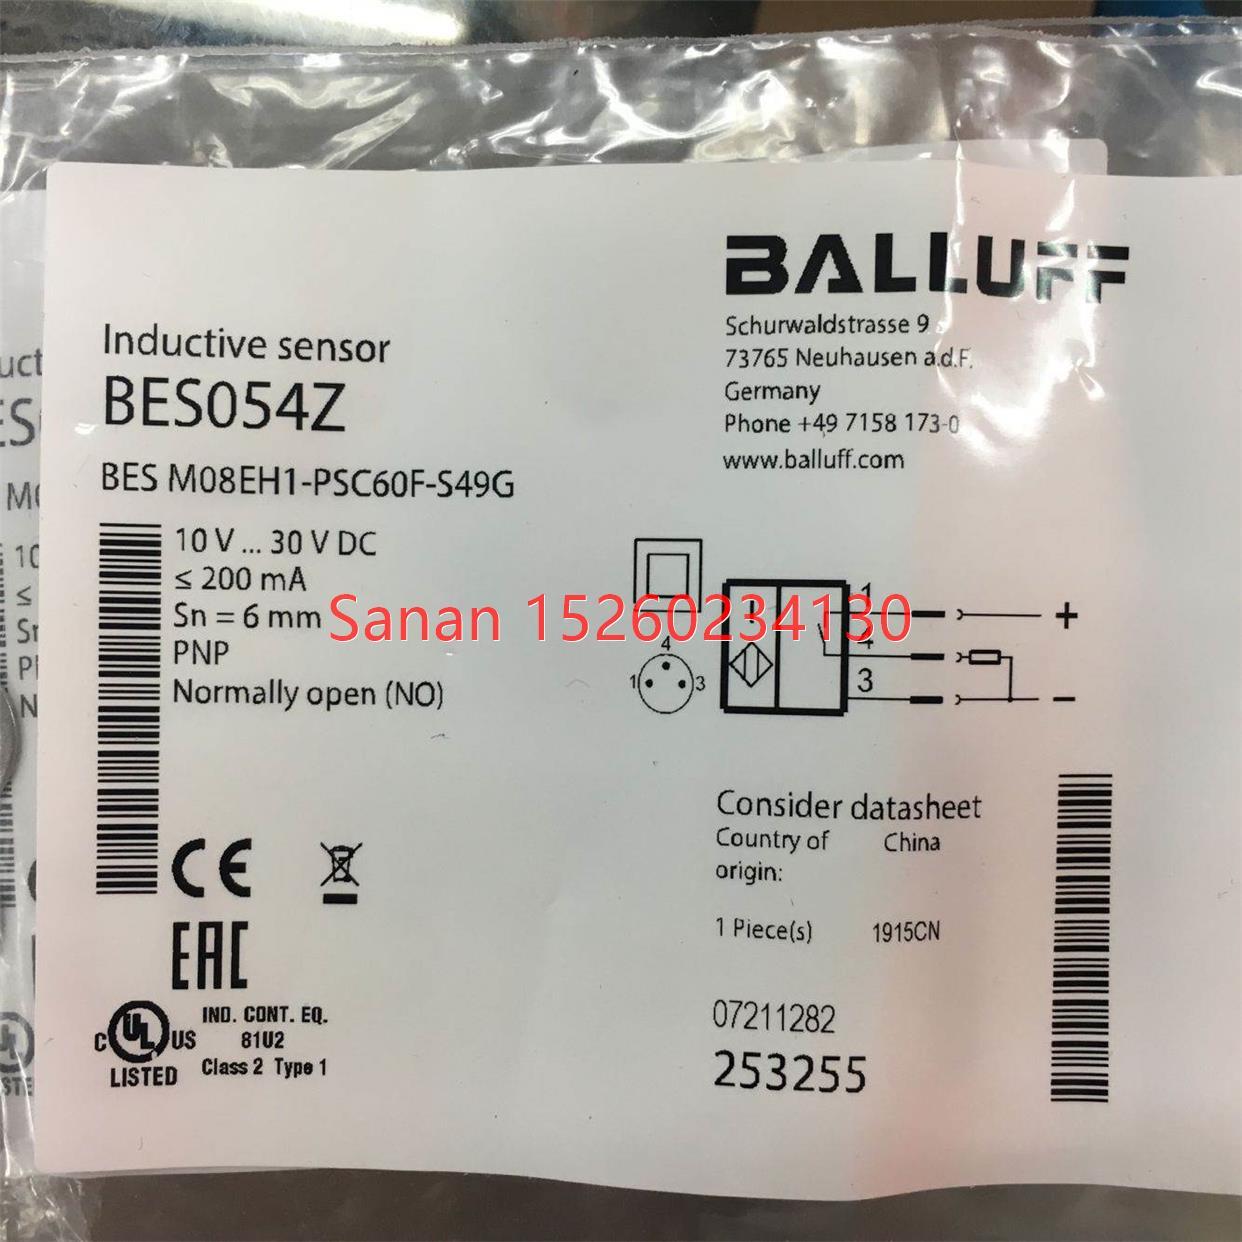 BALLUFF
Schurwaldstrasse 9
73765 Neuhausen a.d.F.
Germany
Phone +49 7158 173-0
www.balluff.com
Inductive sensor
BES054Z
BES M08EH1-PSC60F-S49G
10 V ... 30 V DC
≤ 200 mA
Sn = 6 mm
PNP
Normally open (NO)
Sanan 15260234130
4
1 3
1 +
4
3 −
Consider datasheet
Country of origin: China
1 Piece(s) 1915CN
07211282
253255
CE
EAC
C UL US
LISTED
IND. CONT. EQ.
81U2
Class 2 Type 1